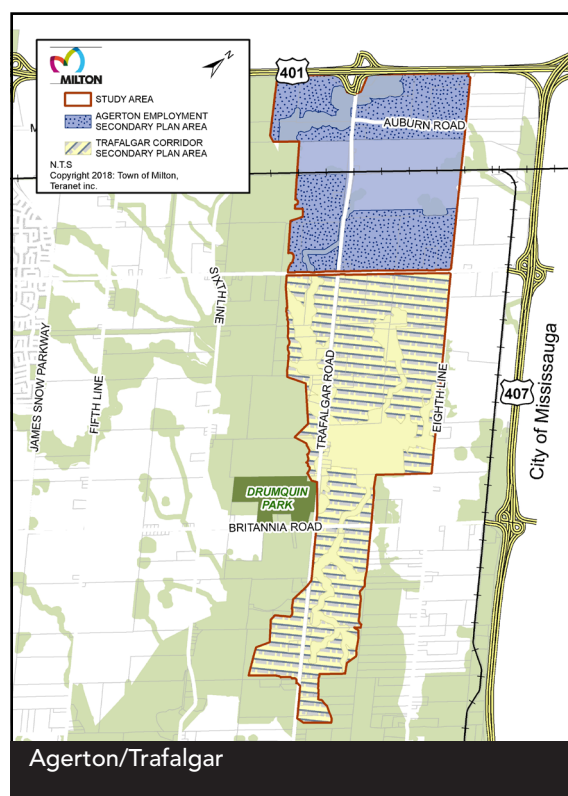 MILTON
N
STUDY AREA
AGERTON EMPLOYMENT
SECONDARY PLAN AREA
TRAFALGAR CORRIDOR
SECONDARY PLAN AREA
N.T.S
Copyright 2018: Town of Milton,
Teranet inc.
401
M
AUBURN ROAD
SIXTH LINE
JAMES SNOW PARKWAY
FIFTH LINE
TRAFALGAR ROAD
EIGHTH LINE
407
City of Mississauga
DRUMQUIN
PARK
BRITANNIA ROAD
Agerton/Trafalgar